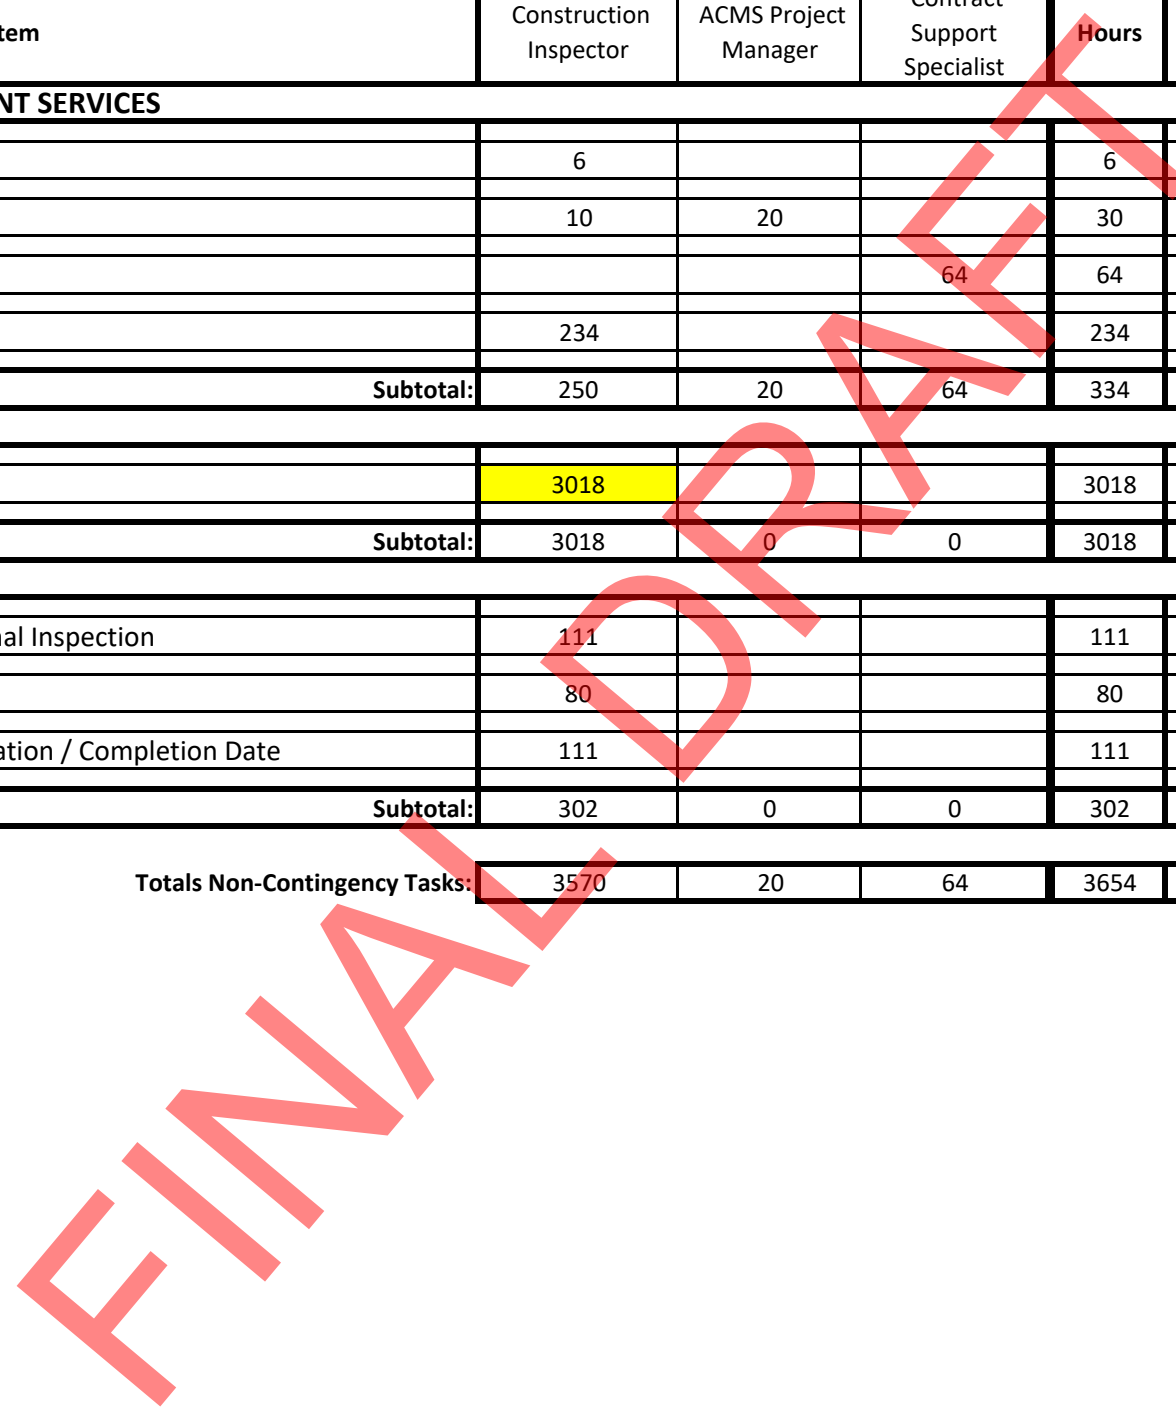 Construction Inspector
ACMS Project Manager
Contract Support Specialist
Hours
NT SERVICES
6 6
10 20 30
64 64
234 234
Subtotal: 250 20 64 334
3018 3018
Subtotal: 3018 0 0 3018
al Inspection 111 111
80 80
ation / Completion Date 111 111
Subtotal: 302 0 0 302
Totals Non-Contingency Tasks: 3570 20 64 3654
FINAL DRAFT